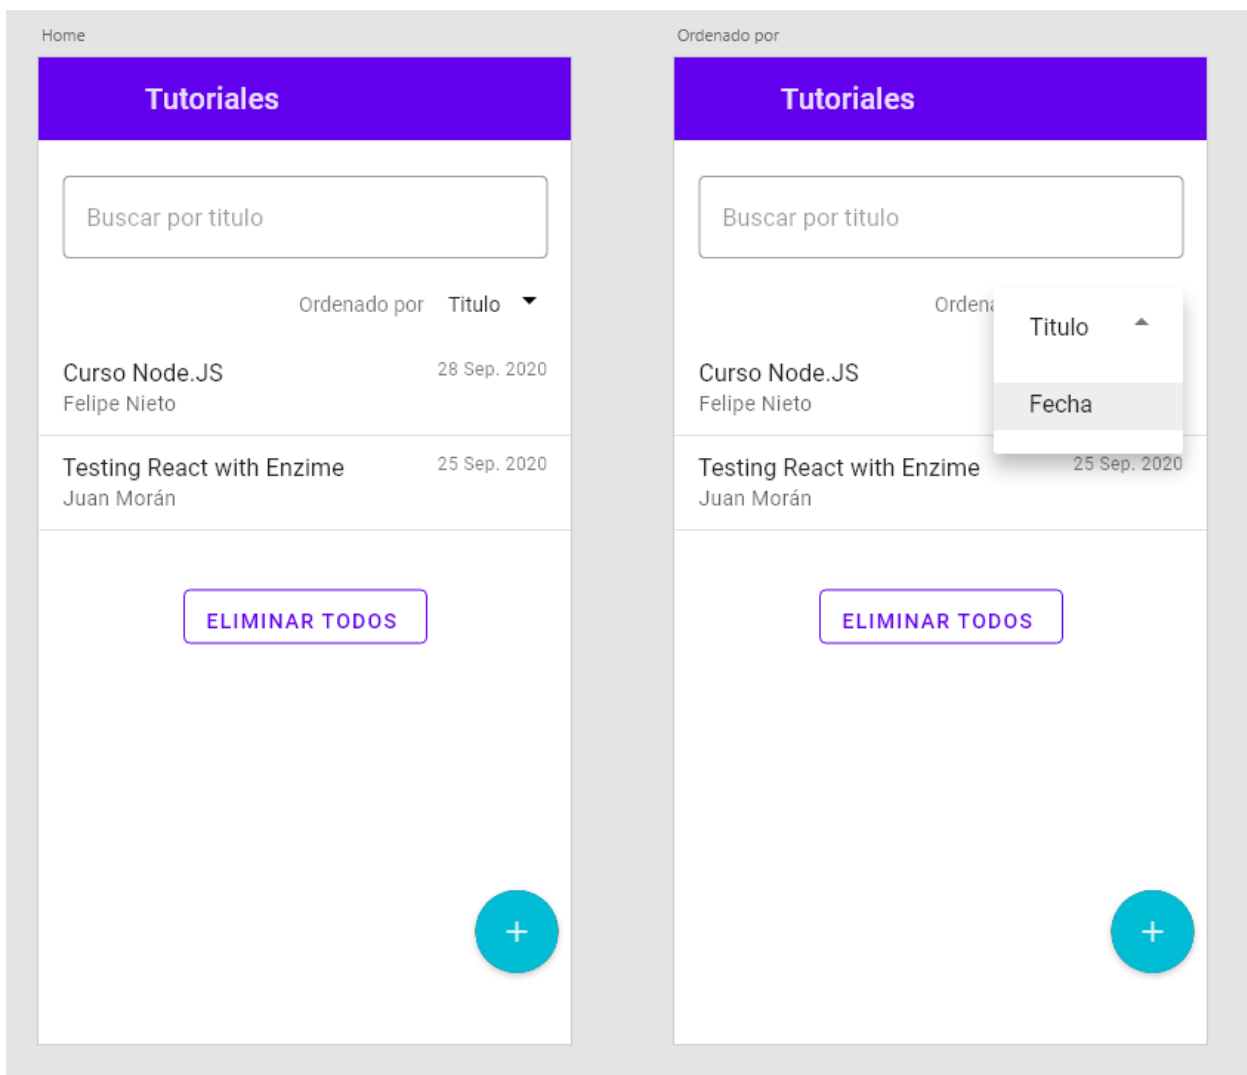 Home
Tutoriales
Buscar por titulo
Ordenado por Titulo
Curso Node.JS 28 Sep. 2020
Felipe Nieto
Testing React with Enzime 25 Sep. 2020
Juan Morán
ELIMINAR TODOS
+
Ordenado por
Tutoriales
Buscar por titulo
Ordena
Titulo
Fecha
Curso Node.JS
Felipe Nieto
Testing React with Enzime 25 Sep. 2020
Juan Morán
ELIMINAR TODOS
+